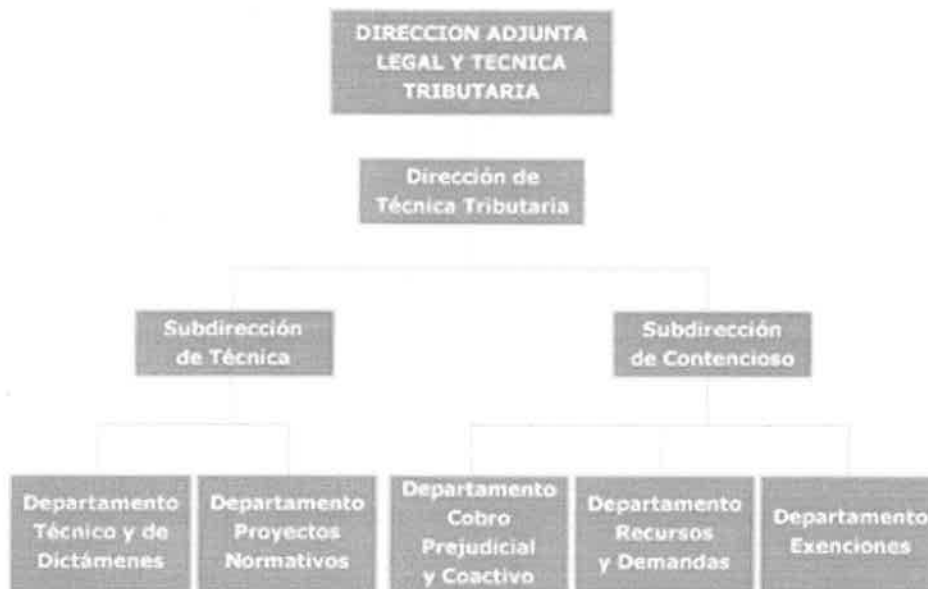 DIRECCION ADJUNTA
LEGAL Y TECNICA
TRIBUTARIA
Dirección de
Técnica Tributaria
Subdirección
de Técnica
Subdirección
de Contencioso
Departamento
Técnico y de
Dictámenes
Departamento
Proyectos
Normativos
Departamento
Cobro
Prejudicial
y Coactivo
Departamento
Recursos
y Demandas
Departamento
Exenciones